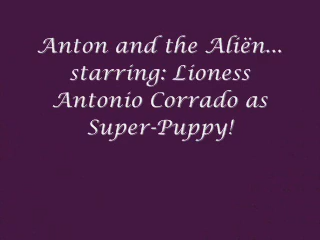 Anton and the Aliën...
starring: Lioness
Antonio Corrado as
Super-Puppy!